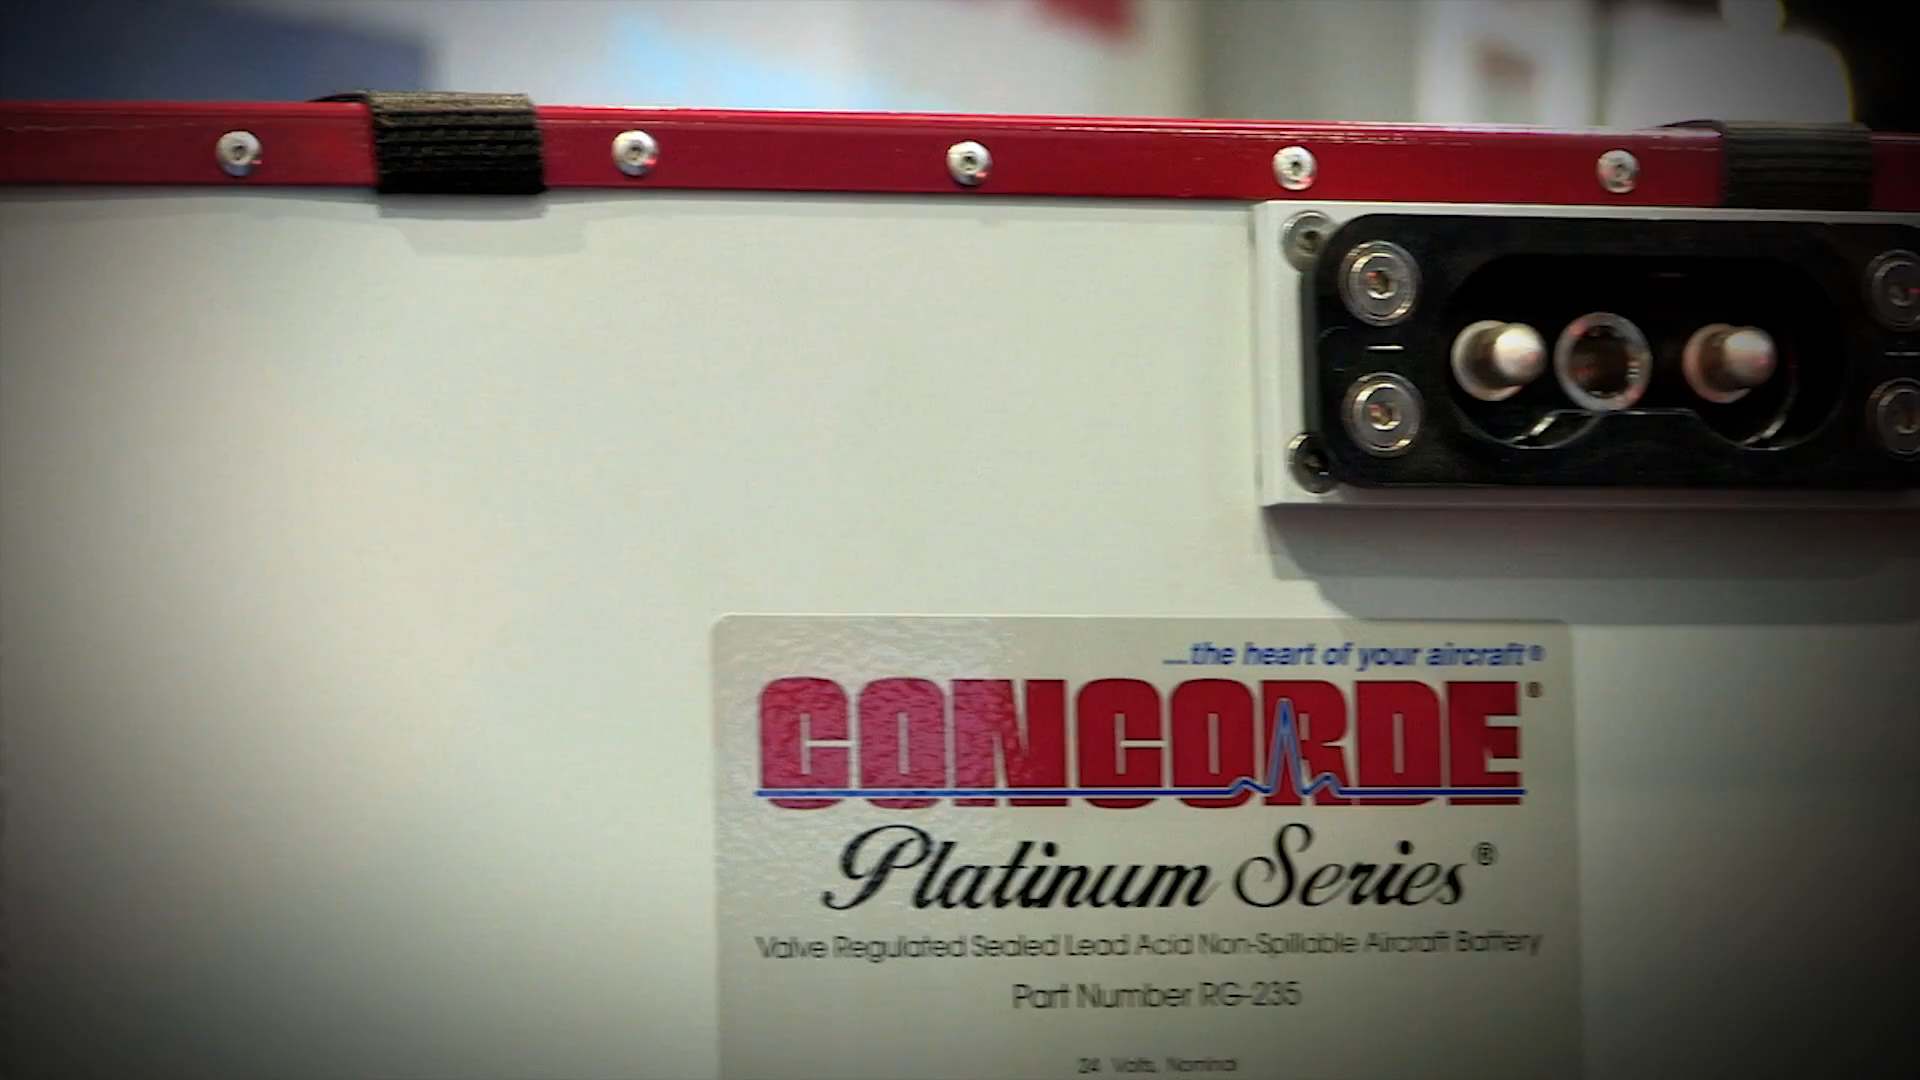 ...the heart of your aircraft®
CONCORDE®
Platinum Series®
Valve Regulated Sealed Lead Acid Non-Spillable Aircraft Battery
Part Number RG-235
24 Volts, Nominal